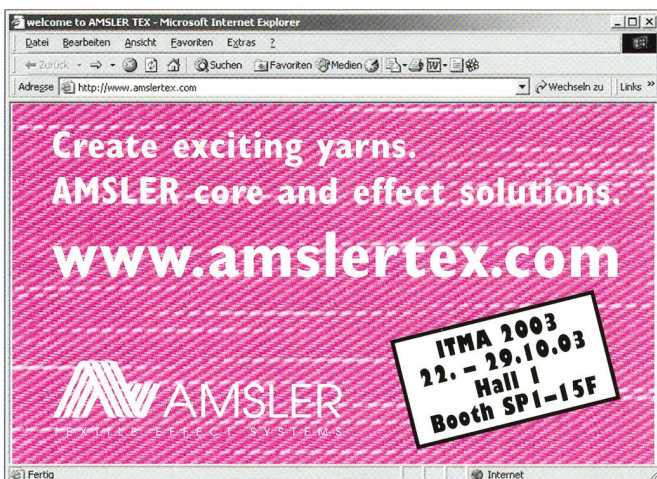 welcome to AMSLER TEX - Microsoft Internet Explorer
Datei Bearbeiten Ansicht Favoriten Extras ?
Zurück Suchen Favoriten Medien
Adresse http://www.amslertex.com Wechseln zu Links »
Create exciting yarns.
AMSLER core and effect solutions.
www.amslertex.com
ITMA 2003
22. – 29.10.03
Hall 1
Booth SP1–15F
AMSLER
TEXTILE EFFECT SYSTEMS
Fertig Internet